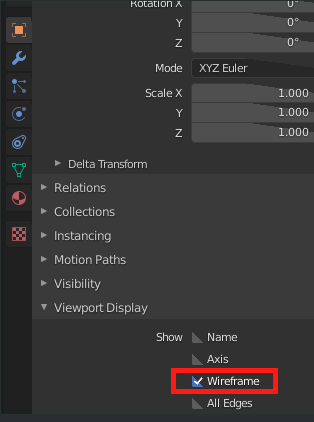 Rotation X 0°
Y 0°
Z 0°
Mode XYZ Euler
Scale X 1.000
Y 1.000
Z 1.000
Delta Transform
Relations
Collections
Instancing
Motion Paths
Visibility
Viewport Display
Show Name
Axis
Wireframe
All Edges